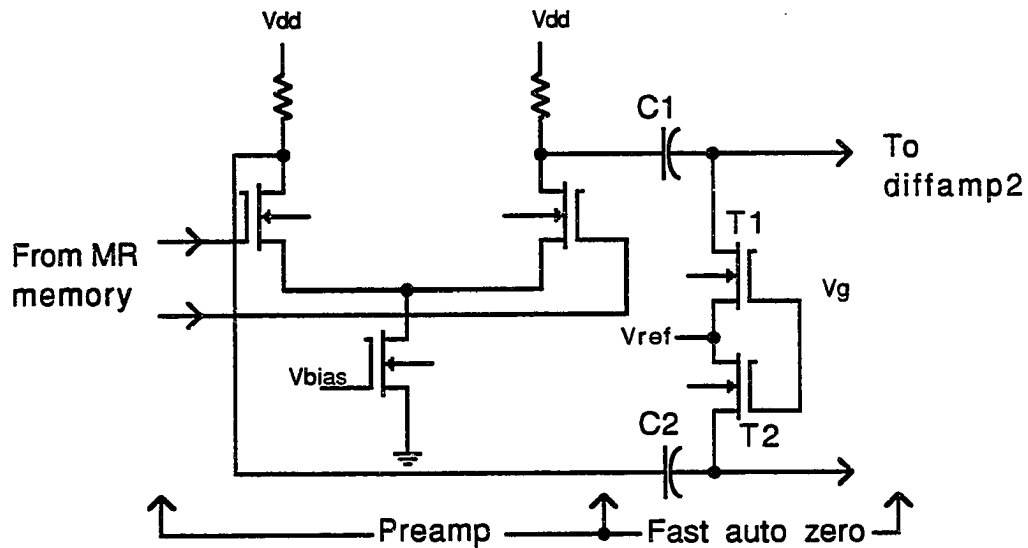 Vdd
Vdd
C1
To
diffamp2
T1
From MR
memory
Vg
Vref
Vbias
C2
T2
Preamp
Fast auto zero